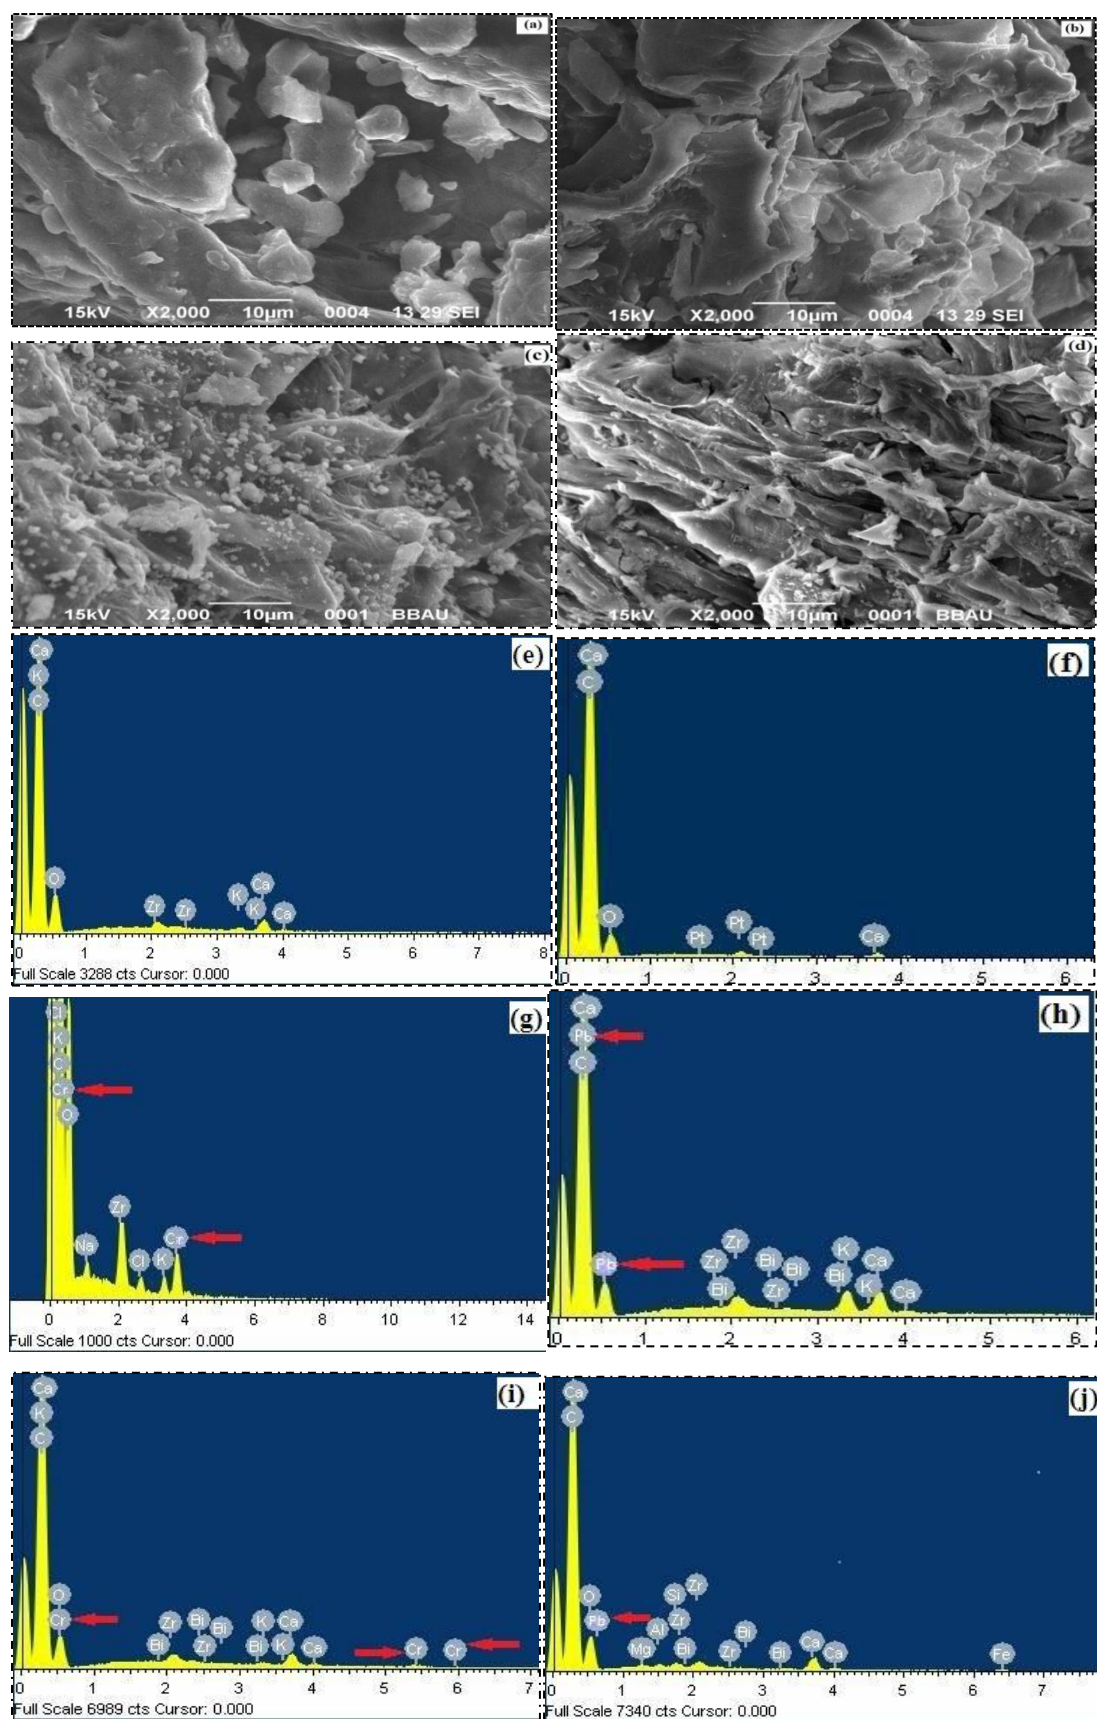 (a)
15kV X2,000 10µm 0004 13 29 SEI
(b)
15kV X2,000 10µm 0004 13 29 SEI
(c)
15kV X2,000 10µm 0001 BBAU
(d)
15kV X2,000 10µm 0001 BBAU
(e)
Ca
K
C
O
Zr Zr K K Ca Ca
0 1 2 3 4 5 6 7 8
Full Scale 3288 cts Cursor: 0.000
(f)
Ca
C
O
Pt Pt Pt Ca
0 1 2 3 4 5 6
(g)
Cl
K
C
Cr
O
Na Zr Cl K Cr
0 2 4 6 8 10 12 14
Full Scale 1000 cts Cursor: 0.000
(h)
Ca
Pb
C
Pb
Zr Bi Zr Bi Zr Bi Bi K K Ca Ca
0 1 2 3 4 5 6
(i)
Ca
K
C
O
Cr
Bi Zr Bi Zr Bi Bi K K Ca Ca Cr Cr
0 1 2 3 4 5 6 7
Full Scale 6989 cts Cursor: 0.000
(j)
Ca
C
O
Pb
Mg Al Si Zr Bi Zr Zr Bi Bi Ca Ca Fe
0 1 2 3 4 5 6 7
Full Scale 7340 cts Cursor: 0.000